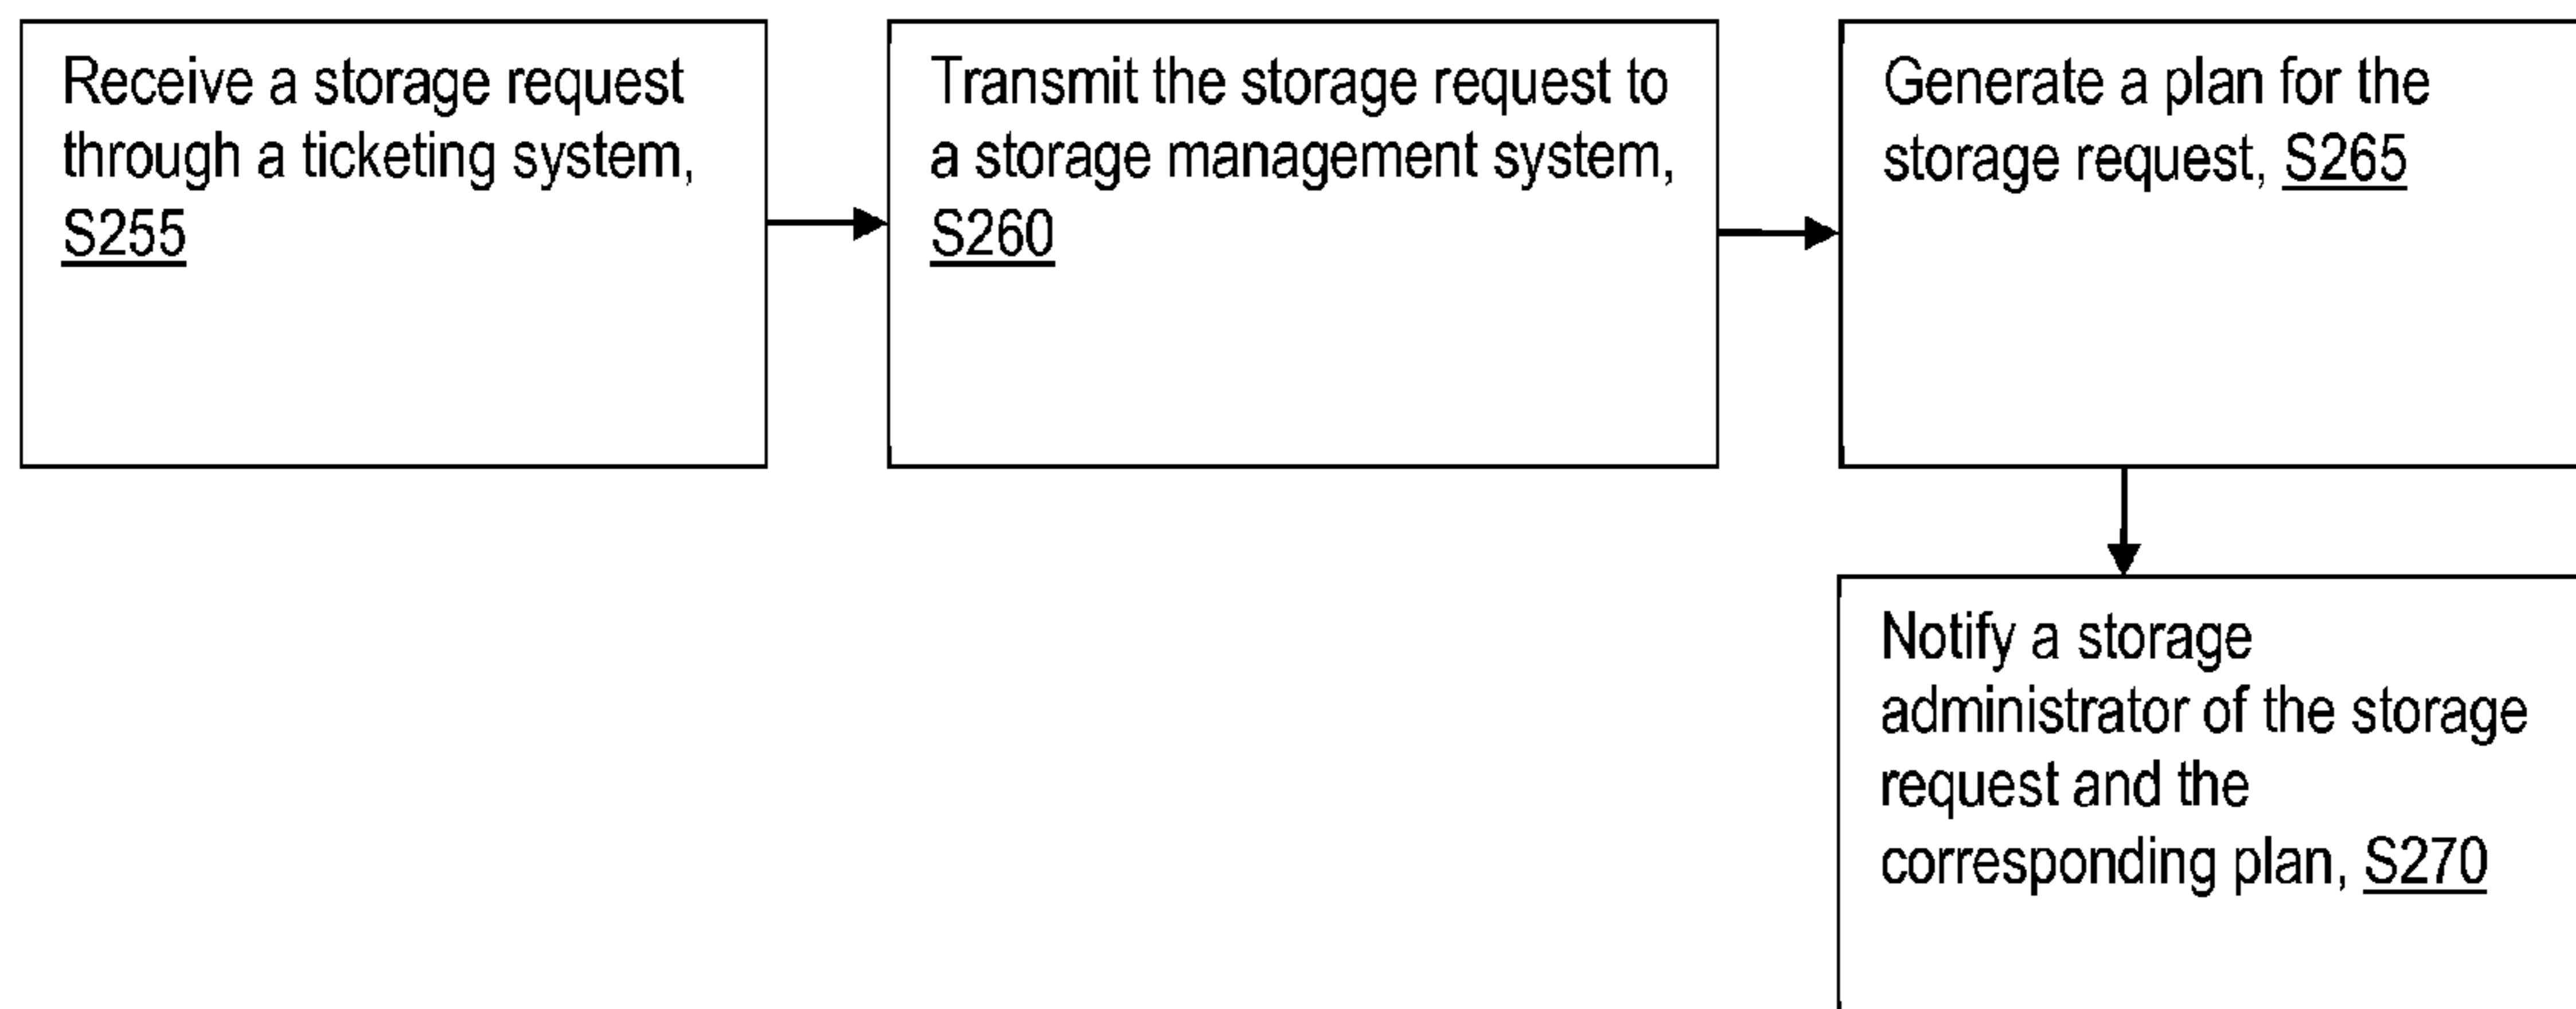 Receive a storage request
through a ticketing system,
S255
Transmit the storage request to
a storage management system,
S260
Generate a plan for the
storage request, S265
Notify a storage
administrator of the storage
request and the
corresponding plan, S270